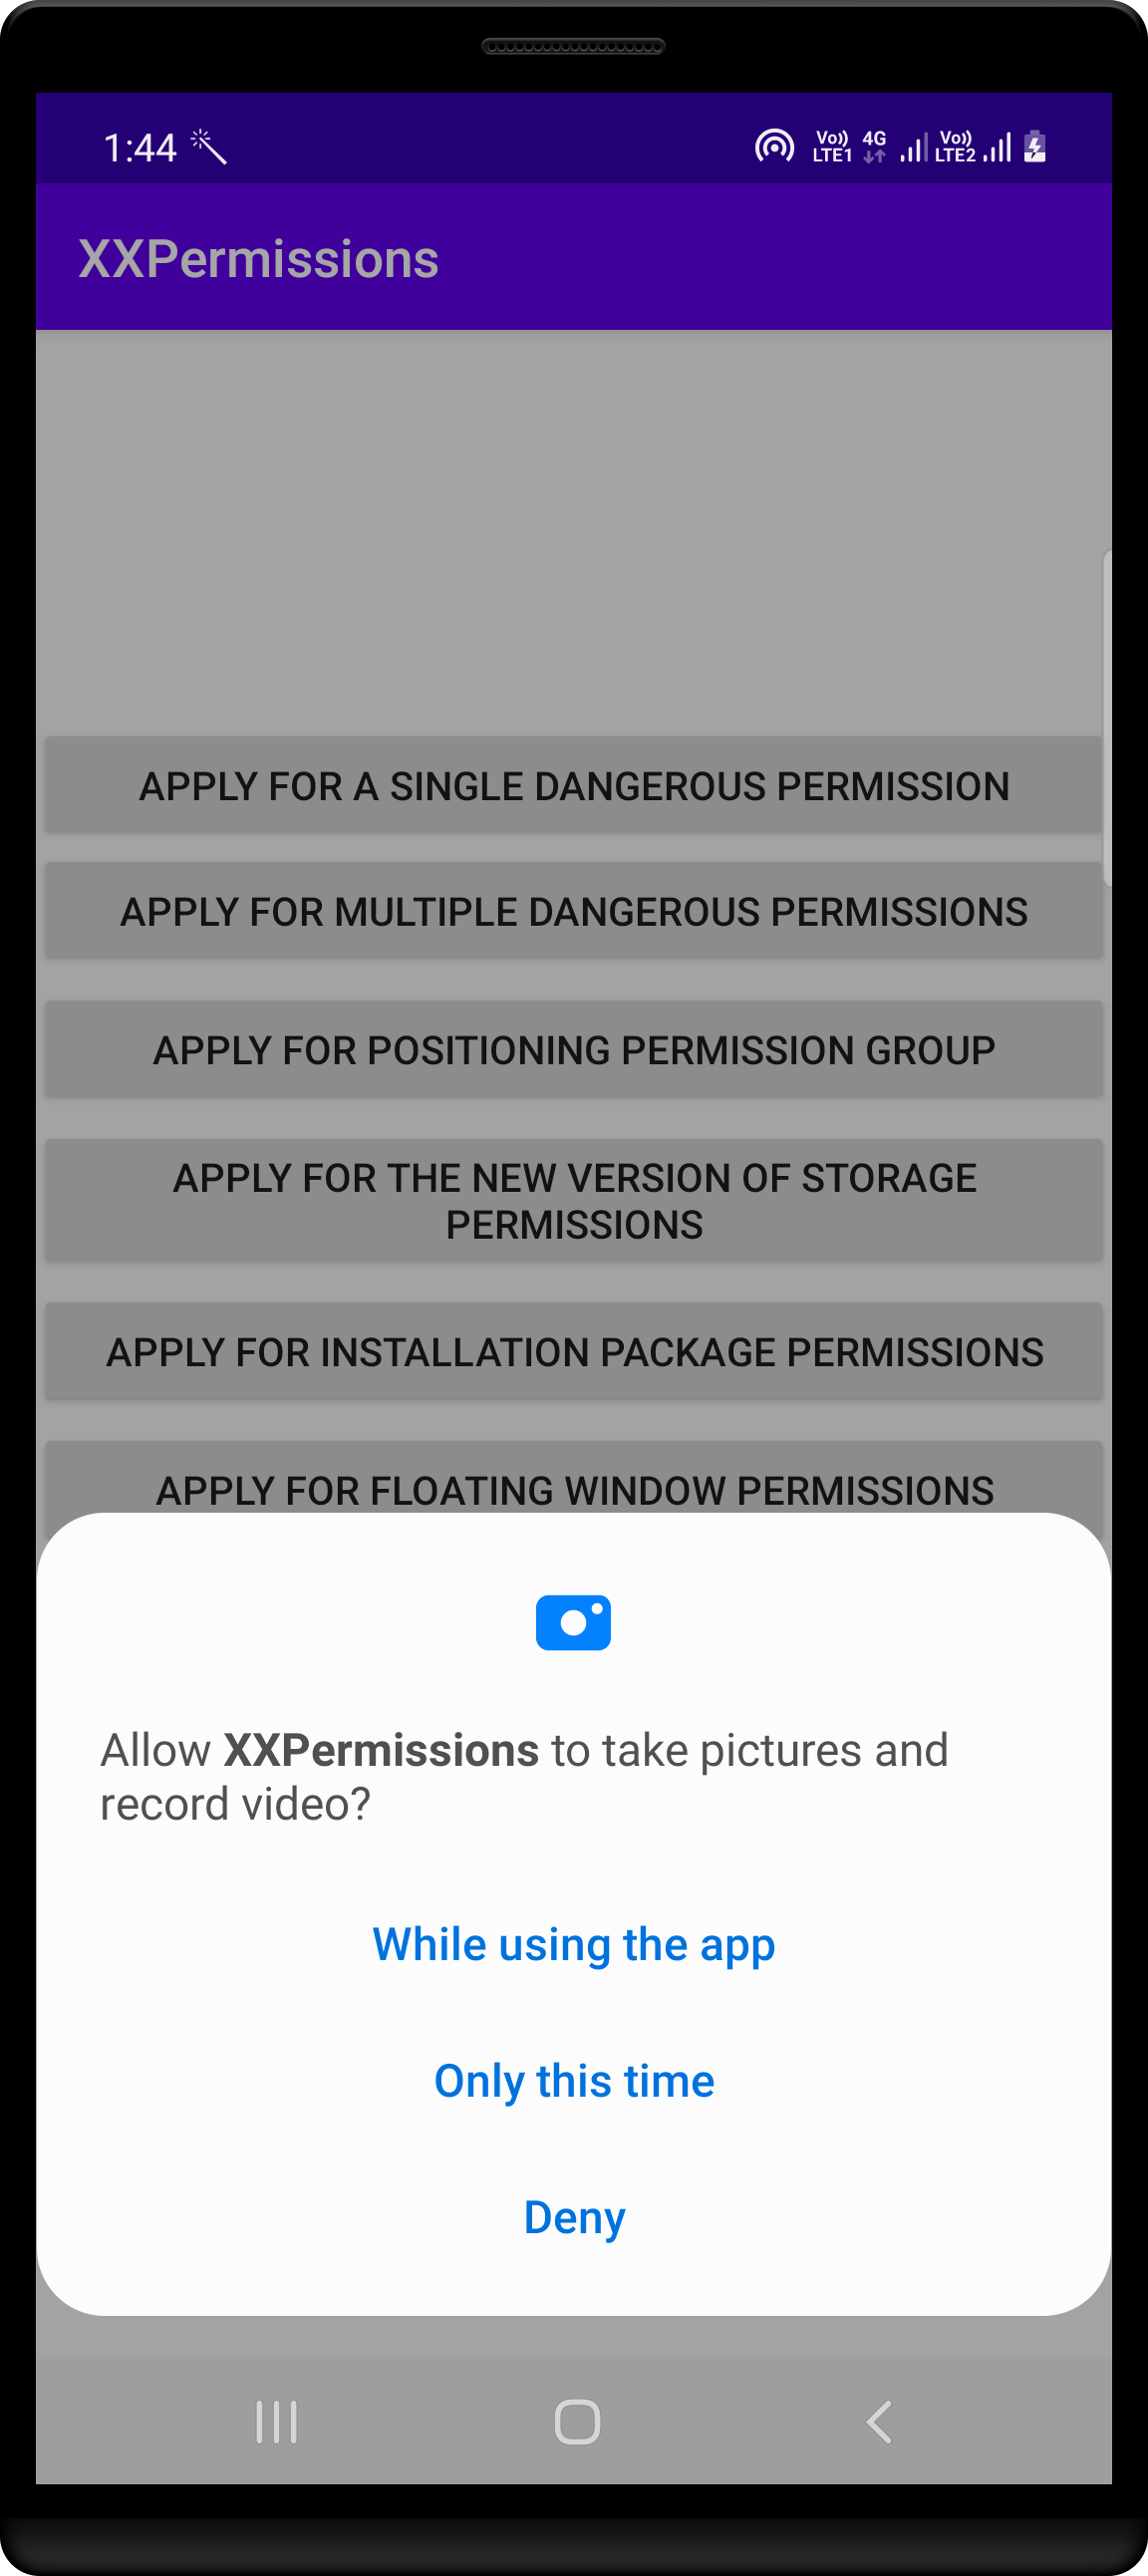 1:44
Vo)) LTE1 4G Vo)) LTE2
XXPermissions
APPLY FOR A SINGLE DANGEROUS PERMISSION
APPLY FOR MULTIPLE DANGEROUS PERMISSIONS
APPLY FOR POSITIONING PERMISSION GROUP
APPLY FOR THE NEW VERSION OF STORAGE
PERMISSIONS
APPLY FOR INSTALLATION PACKAGE PERMISSIONS
APPLY FOR FLOATING WINDOW PERMISSIONS
Allow XXPermissions to take pictures and
record video?
While using the app
Only this time
Deny